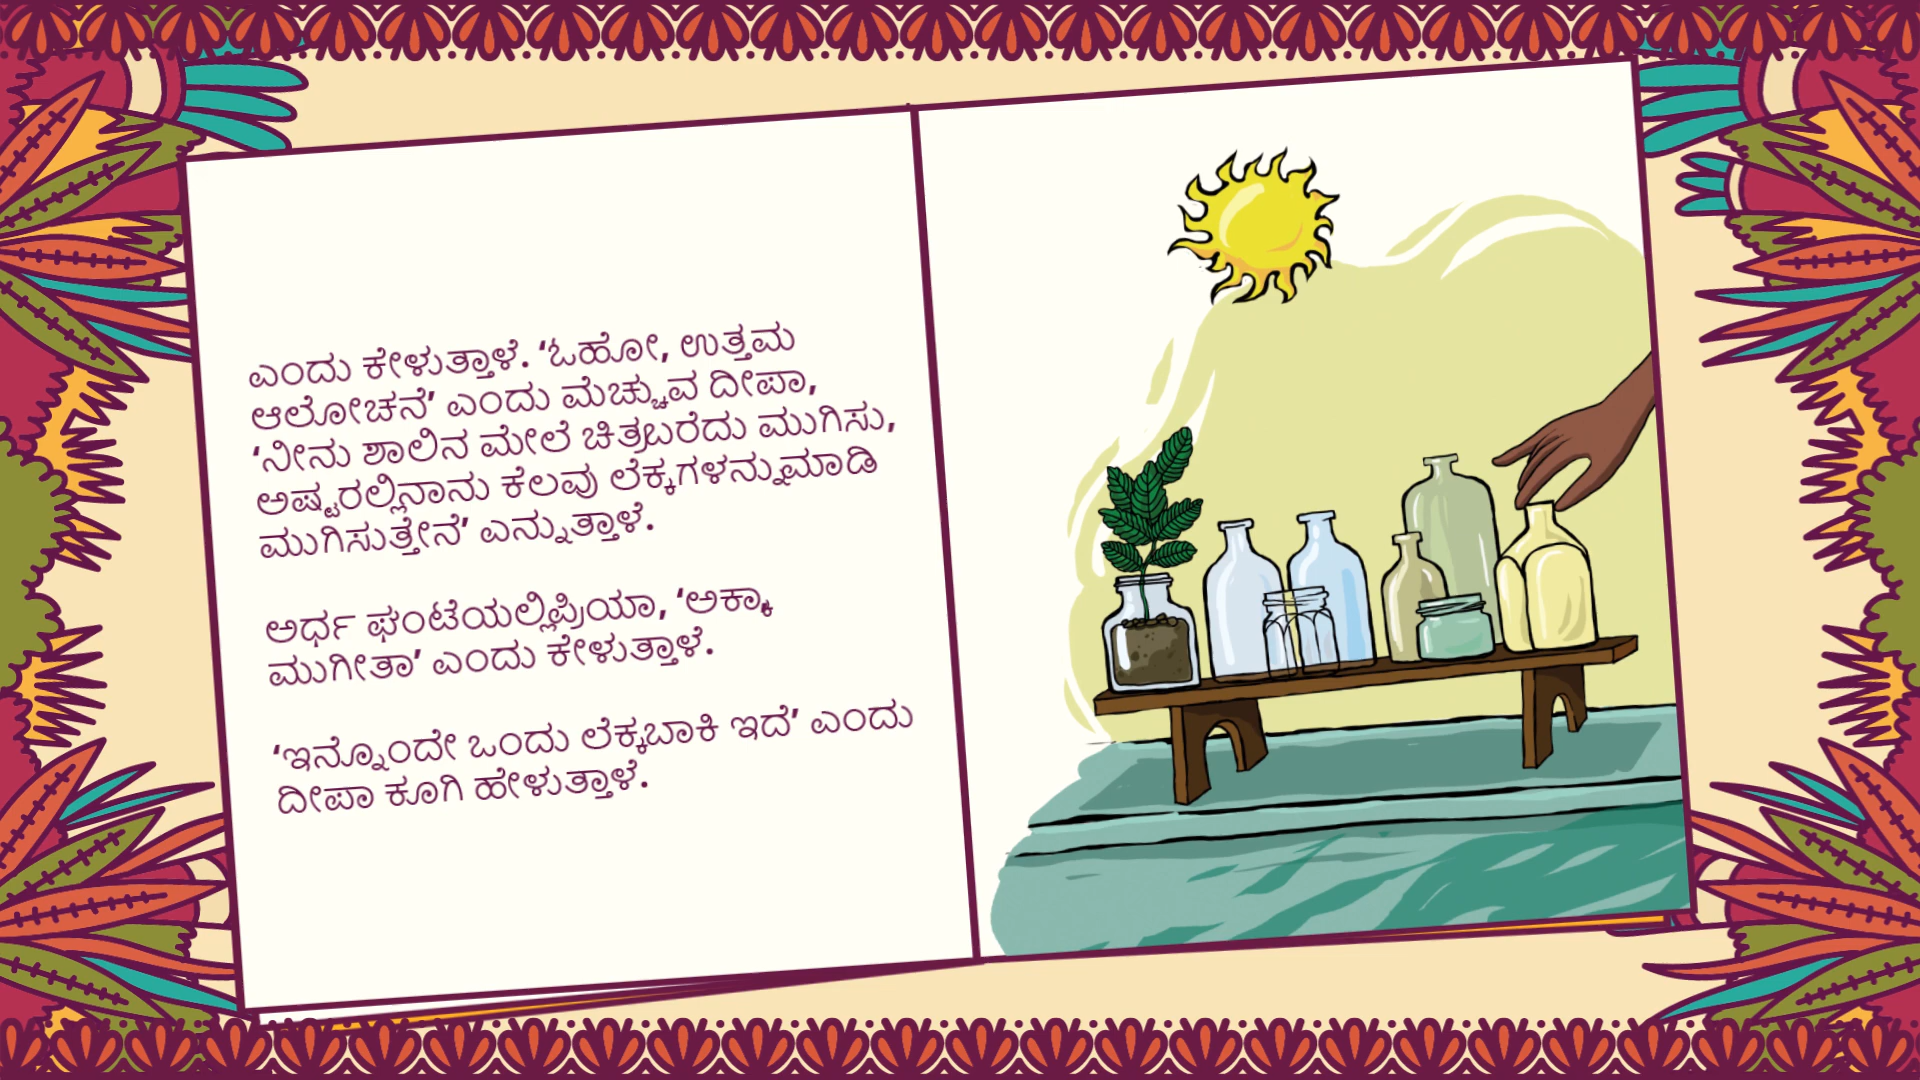 ಎಂದು ಕೇಳುತ್ತಾಳೆ. ‘ಓಹೋ, ಉತ್ತಮ
ಆಲೋಚನೆ’ ಎಂದು ಮೆಚ್ಚುವ ದೀಪಾ,
‘ನೀನು ಶಾಲಿನ ಮೇಲೆ ಚಿತ್ರಬರೆದು ಮುಗಿಸು,
ಅಷ್ಟರಲ್ಲಿನಾನು ಕೆಲವು ಲೆಕ್ಕಗಳನ್ನುಮಾಡಿ
ಮುಗಿಸುತ್ತೇನೆ’ ಎನ್ನುತ್ತಾಳೆ.
ಅರ್ಧ ಘಂಟೆಯಲ್ಲಿಪ್ರಿಯಾ, ‘ಅಕ್ಕಾ
ಮುಗೀತಾ’ ಎಂದು ಕೇಳುತ್ತಾಳೆ.
‘ಇನ್ನೊಂದೇ ಒಂದು ಲೆಕ್ಕಬಾಕಿ ಇದೆ’ ಎಂದು
ದೀಪಾ ಕೂಗಿ ಹೇಳುತ್ತಾಳೆ.